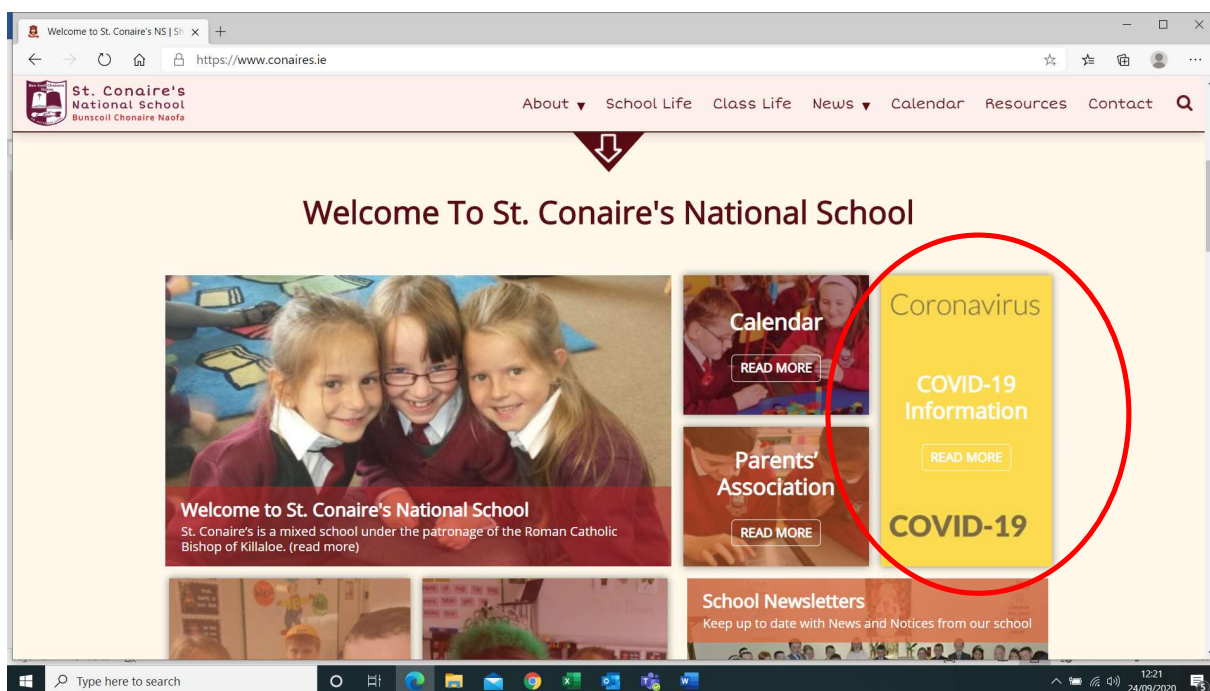 Welcome to St. Conaire's NS | Sh
https://www.conaires.ie
St. Conaire's
National School
Bunscoil Chonaire Naofa
About School Life Class Life News Calendar Resources Contact
Welcome To St. Conaire's National School
Welcome to St. Conaire's National School
St. Conaire's is a mixed school under the patronage of the Roman Catholic
Bishop of Killaloe. (read more)
Calendar
READ MORE
Parents'
Association
READ MORE
Coronavirus
COVID-19
Information
READ MORE
COVID-19
School Newsletters
Keep up to date with News and Notices from our school
Type here to search
12:21
24/09/2020